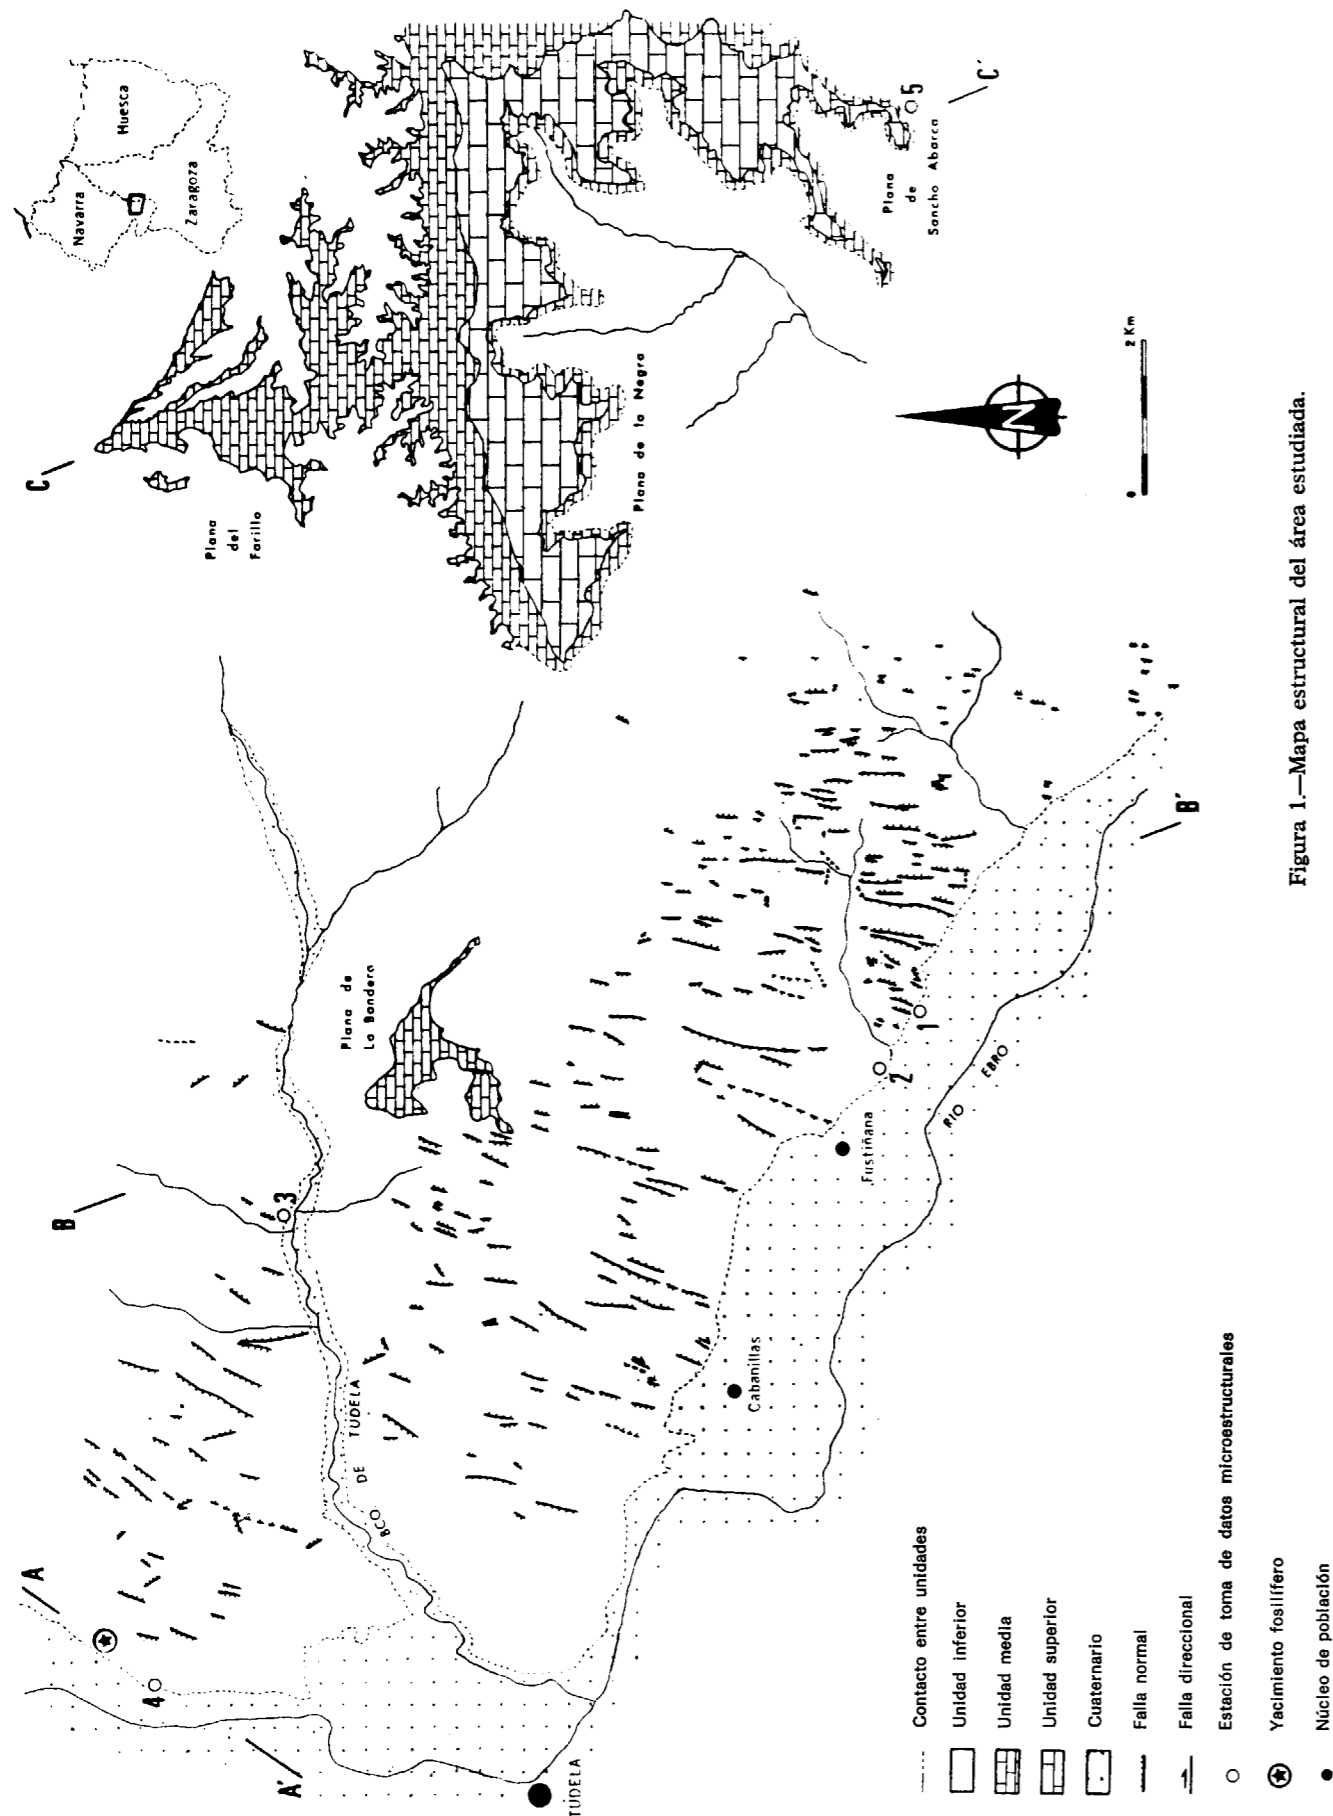 Navarra
Huesca
Zaragoza
C
Plana
del
Farillo
Plana de la Negra
Plana
de
Sancho Abarca
5
C'
N
0
2 Km
B
3
Plana de
La Bandera
A
4
A'
BCO DE TUDELA
TUDELA
Cabanillas
Fustiñana
2
1
RIO EBRO
B'
Contacto entre unidades
Unidad inferior
Unidad media
Unidad superior
Cuaternario
Falla normal
Falla direccional
Estación de toma de datos microestructurales
Yacimiento fosilífero
Núcleo de población
Figura 1.—Mapa estructural del área estudiada.